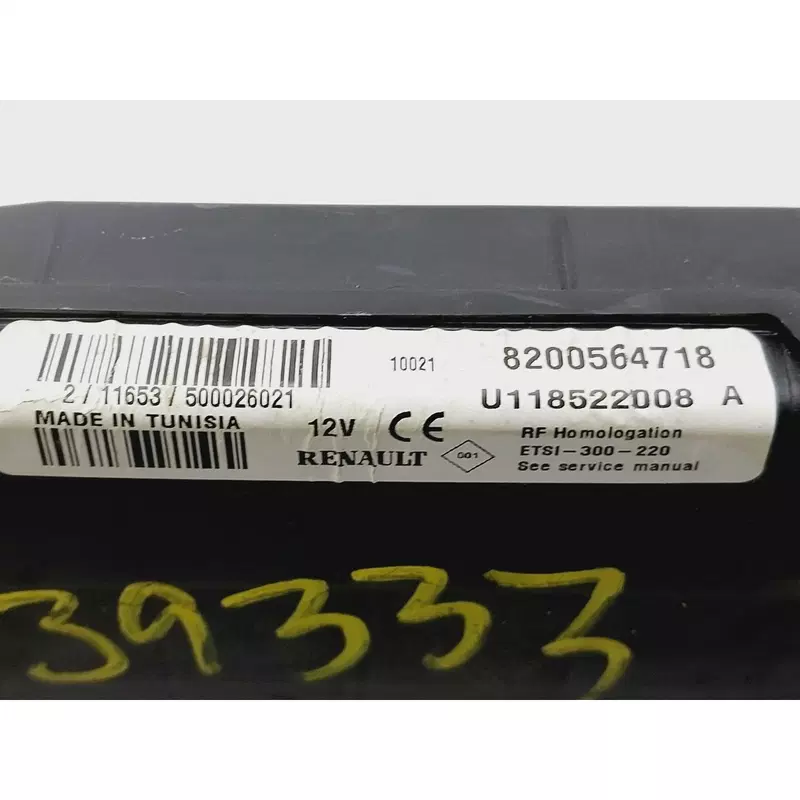 10021 8200564718
2 / 11653 / 500026021 U118522008 A
MADE IN TUNISIA 12V CE RF Homologation
RENAULT 001 ETSI-300-220
See service manual
39333